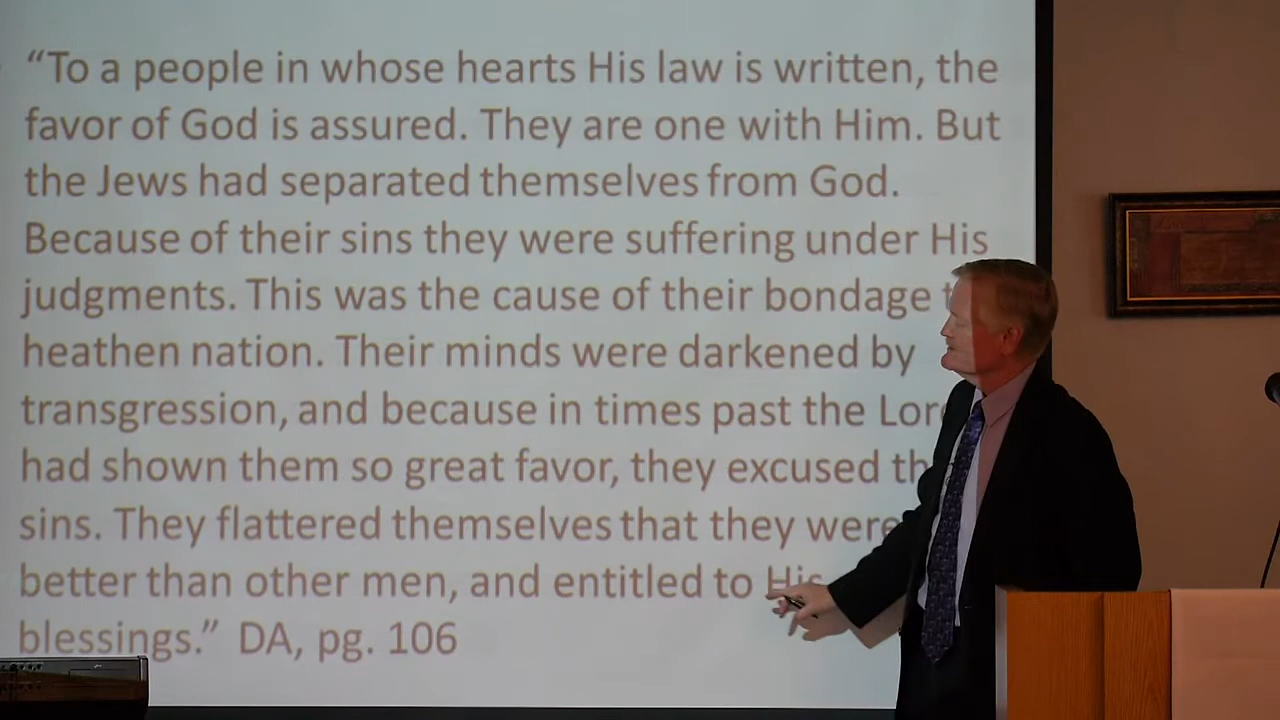 “To a people in whose hearts His law is written, the
favor of God is assured. They are one with Him. But
the Jews had separated themselves from God.
Because of their sins they were suffering under His
judgments. This was the cause of their bondage
heathen nation. Their minds were darkened by
transgression, and because in times past the Lord
had shown them so great favor, they excused
sins. They flattered themselves that they were
better than other men, and entitled to His
blessings.” DA, pg. 106